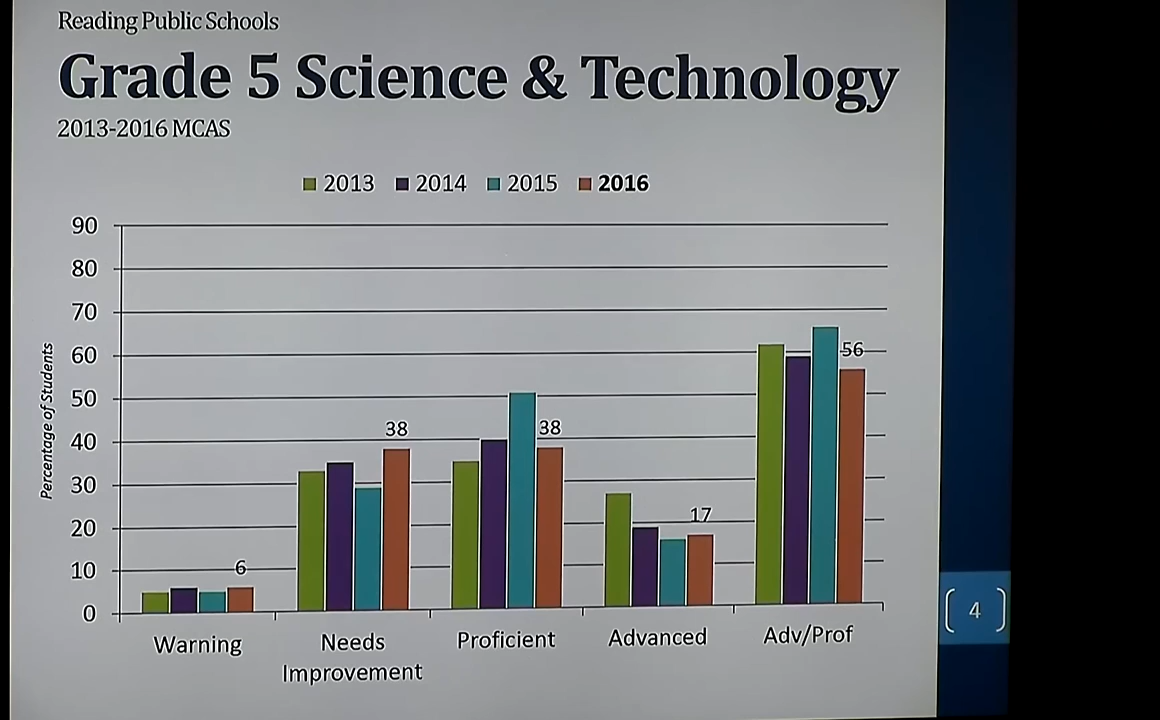 Reading Public Schools
Grade 5 Science & Technology
2013-2016 MCAS
2013 2014 2015 2016
Percentage of Students
90
80
70
60
50
40
30
20
10
0
6
38
38
17
56
Warning
Needs
Improvement
Proficient
Advanced
Adv/Prof
4